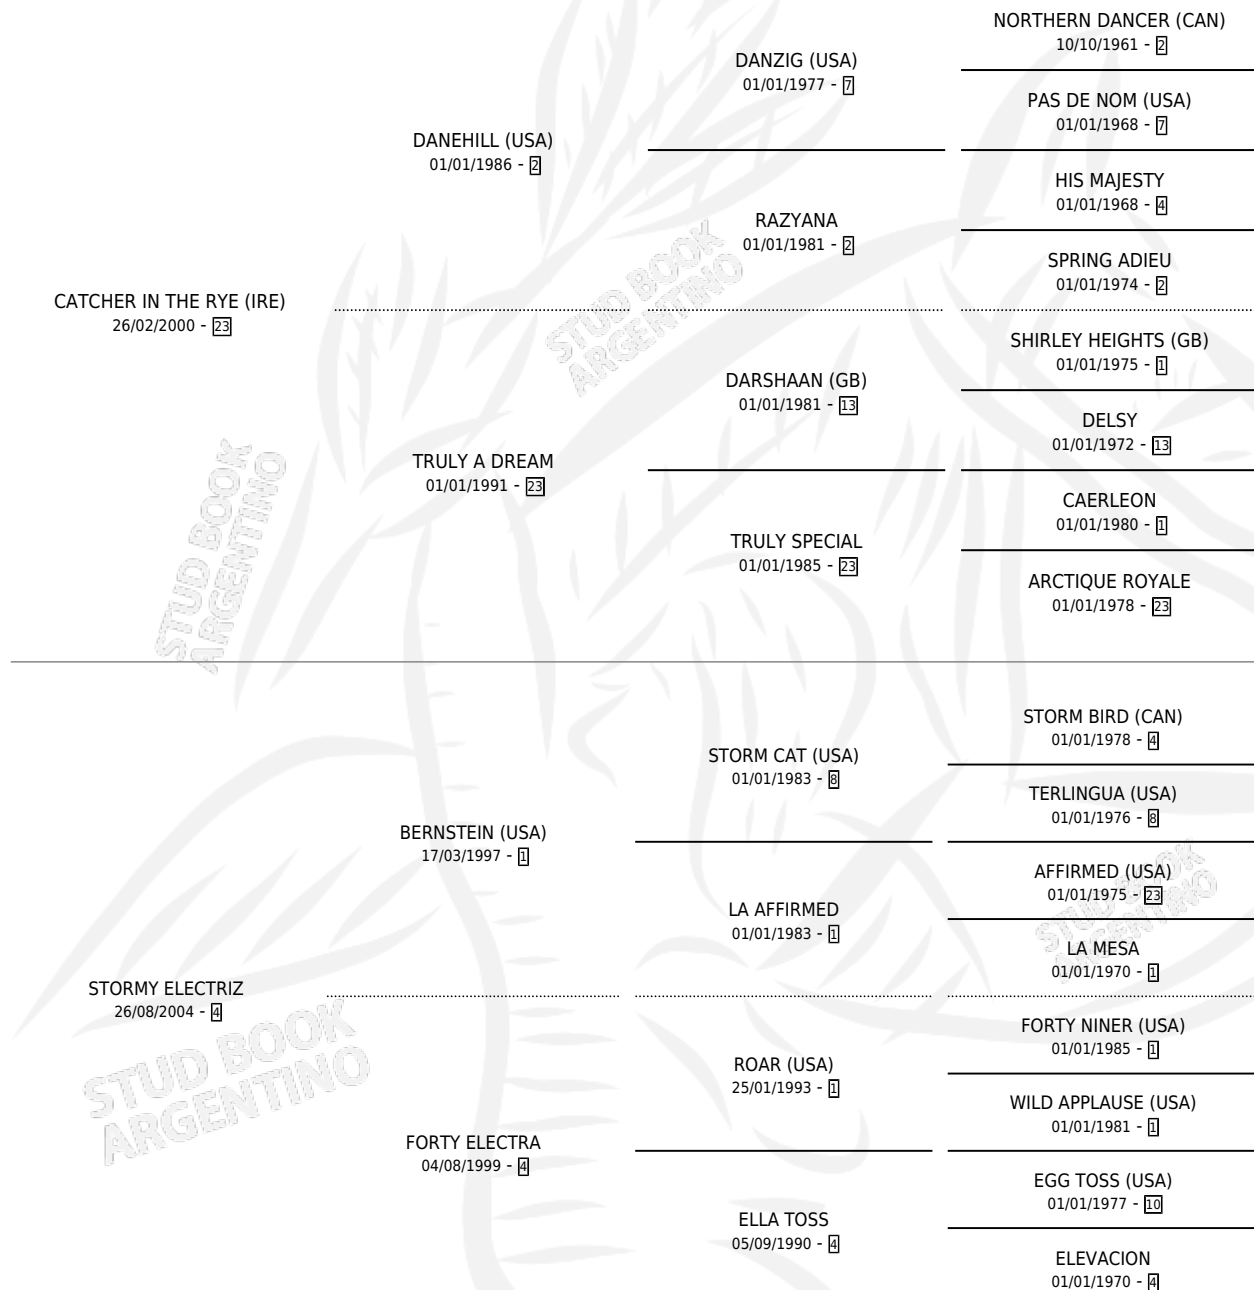 NORTHERN DANCER (CAN)
10/10/1961 - 2
DANZIG (USA)
01/01/1977 - 7
PAS DE NOM (USA)
01/01/1968 - 7
DANEHILL (USA)
01/01/1986 - 2
HIS MAJESTY
01/01/1968 - 4
RAZYANA
01/01/1981 - 2
SPRING ADIEU
01/01/1974 - 2
CATCHER IN THE RYE (IRE)
26/02/2000 - 23
SHIRLEY HEIGHTS (GB)
01/01/1975 - 1
DARSHAAN (GB)
01/01/1981 - 13
DELSY
01/01/1972 - 13
TRULY A DREAM
01/01/1991 - 23
CAERLEON
01/01/1980 - 1
TRULY SPECIAL
01/01/1985 - 23
ARCTIQUE ROYALE
01/01/1978 - 23
STORM BIRD (CAN)
01/01/1978 - 4
STORM CAT (USA)
01/01/1983 - 8
TERLINGUA (USA)
01/01/1976 - 8
BERNSTEIN (USA)
17/03/1997 - 1
AFFIRMED (USA)
01/01/1975 - 23
LA AFFIRMED
01/01/1983 - 1
LA MESA
01/01/1970 - 1
STORMY ELECTRIZ
26/08/2004 - 4
FORTY NINER (USA)
01/01/1985 - 1
ROAR (USA)
25/01/1993 - 1
WILD APPLAUSE (USA)
01/01/1981 - 1
FORTY ELECTRA
04/08/1999 - 4
EGG TOSS (USA)
01/01/1977 - 10
ELLA TOSS
05/09/1990 - 4
ELEVACION
01/01/1970 - 4
STUD BOOK
ARGENTINO
STUD BOOK
ARGENTINO
STUD BOOK
ARGENTINO
STUD BOOK
ARGENTINO